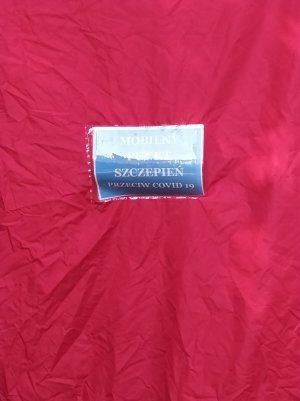 MOBILNY
SZCZEPIEŃ
PRZECIW COVID 19